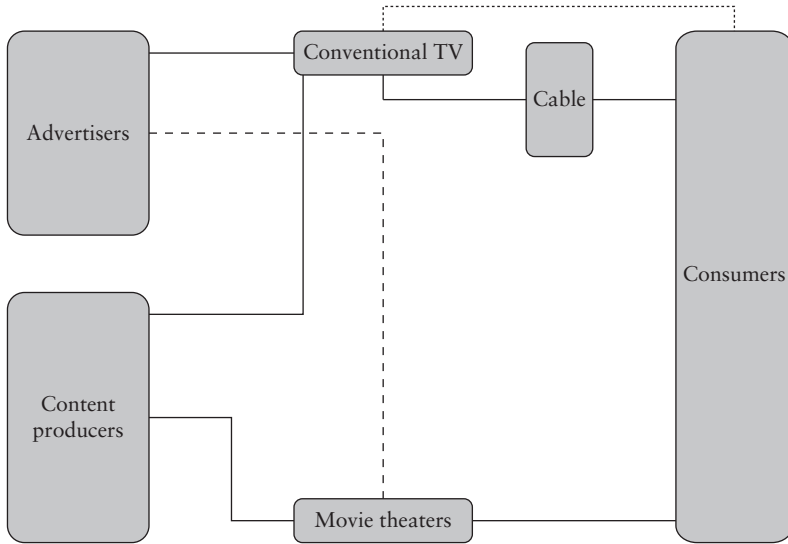 Conventional TV
Cable
Advertisers
Consumers
Content
producers
Movie theaters